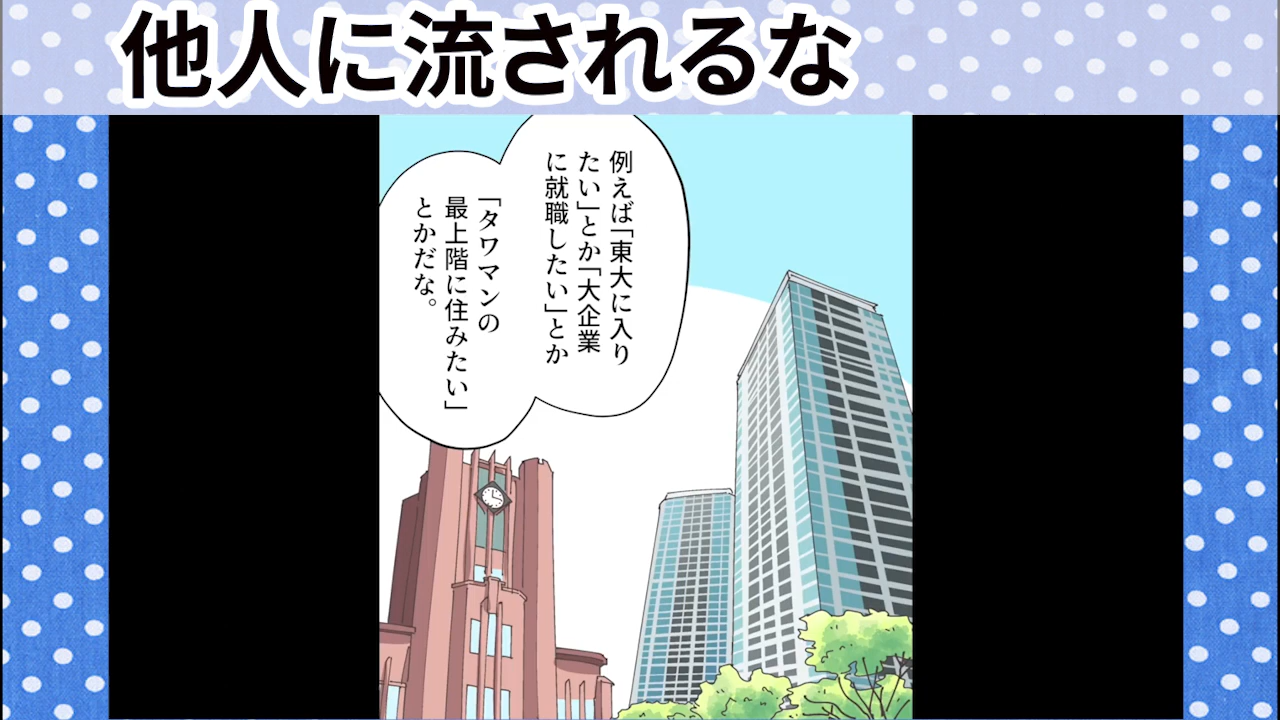 他人に流されるな
例えば「東大に入り
たい」とか「大企業
に就職したい」とか
「タワマンの
最上階に住みたい」
とかだな。